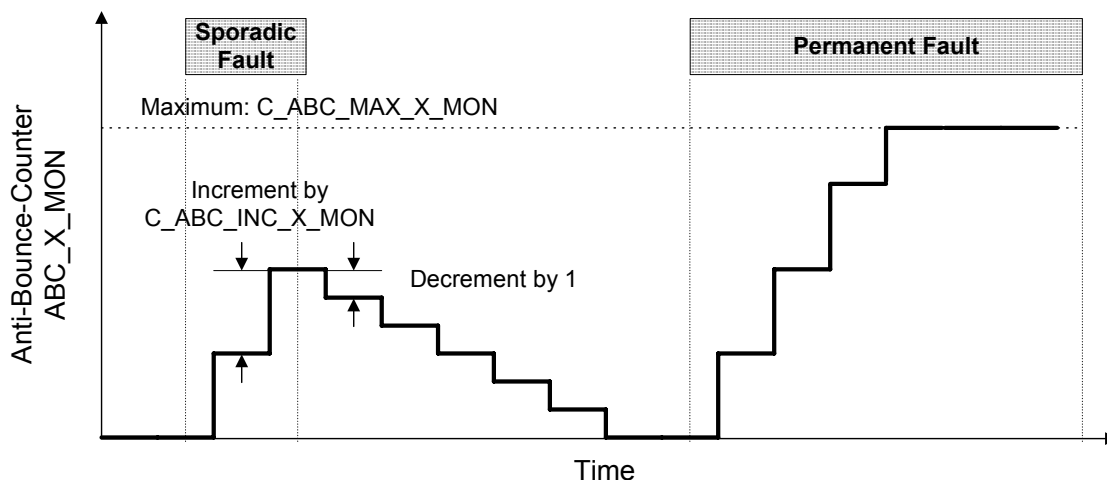 Sporadic
Fault
Permanent Fault
Maximum: C_ABC_MAX_X_MON
Increment by
C_ABC_INC_X_MON
Decrement by 1
Anti-Bounce-Counter
ABC_X_MON
Time